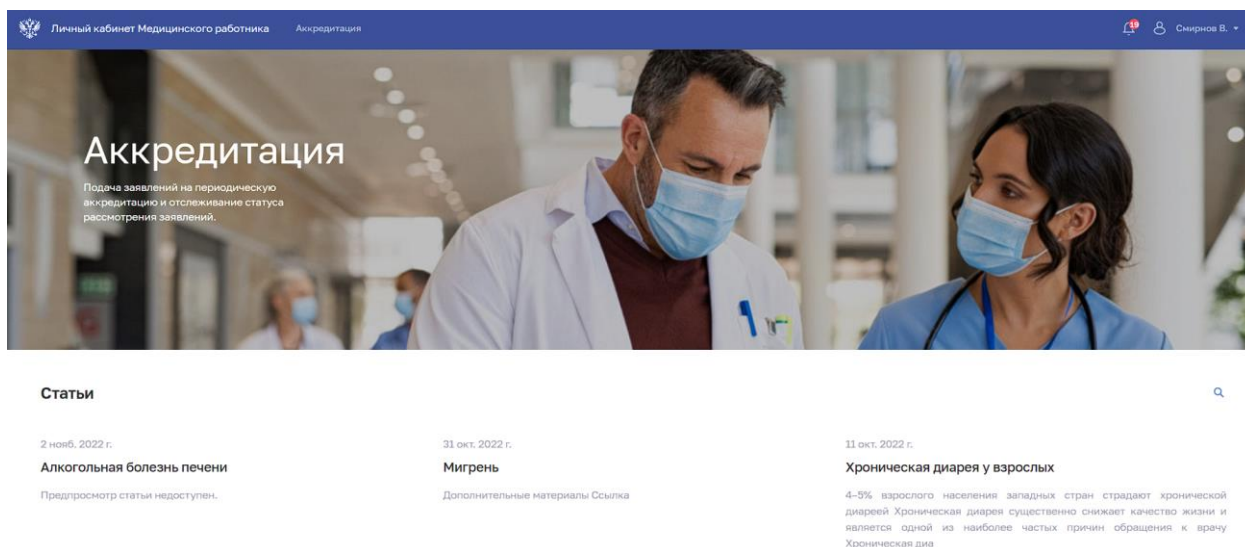 Личный кабинет Медицинского работника Аккредитация 19 Смирнов В.
Аккредитация
Подача заявлений на периодическую
аккредитацию и отслеживание статуса
рассмотрения заявлений.
Статьи
2 нояб. 2022 г.
Алкогольная болезнь печени
Предпросмотр статьи недоступен.
31 окт. 2022 г.
Мигрень
Дополнительные материалы Ссылка
11 окт. 2022 г.
Хроническая диарея у взрослых
4–5% взрослого населения западных стран страдают хронической
диареей Хроническая диарея существенно снижает качество жизни и
является одной из наиболее частых причин обращения к врачу
Хроническая диа